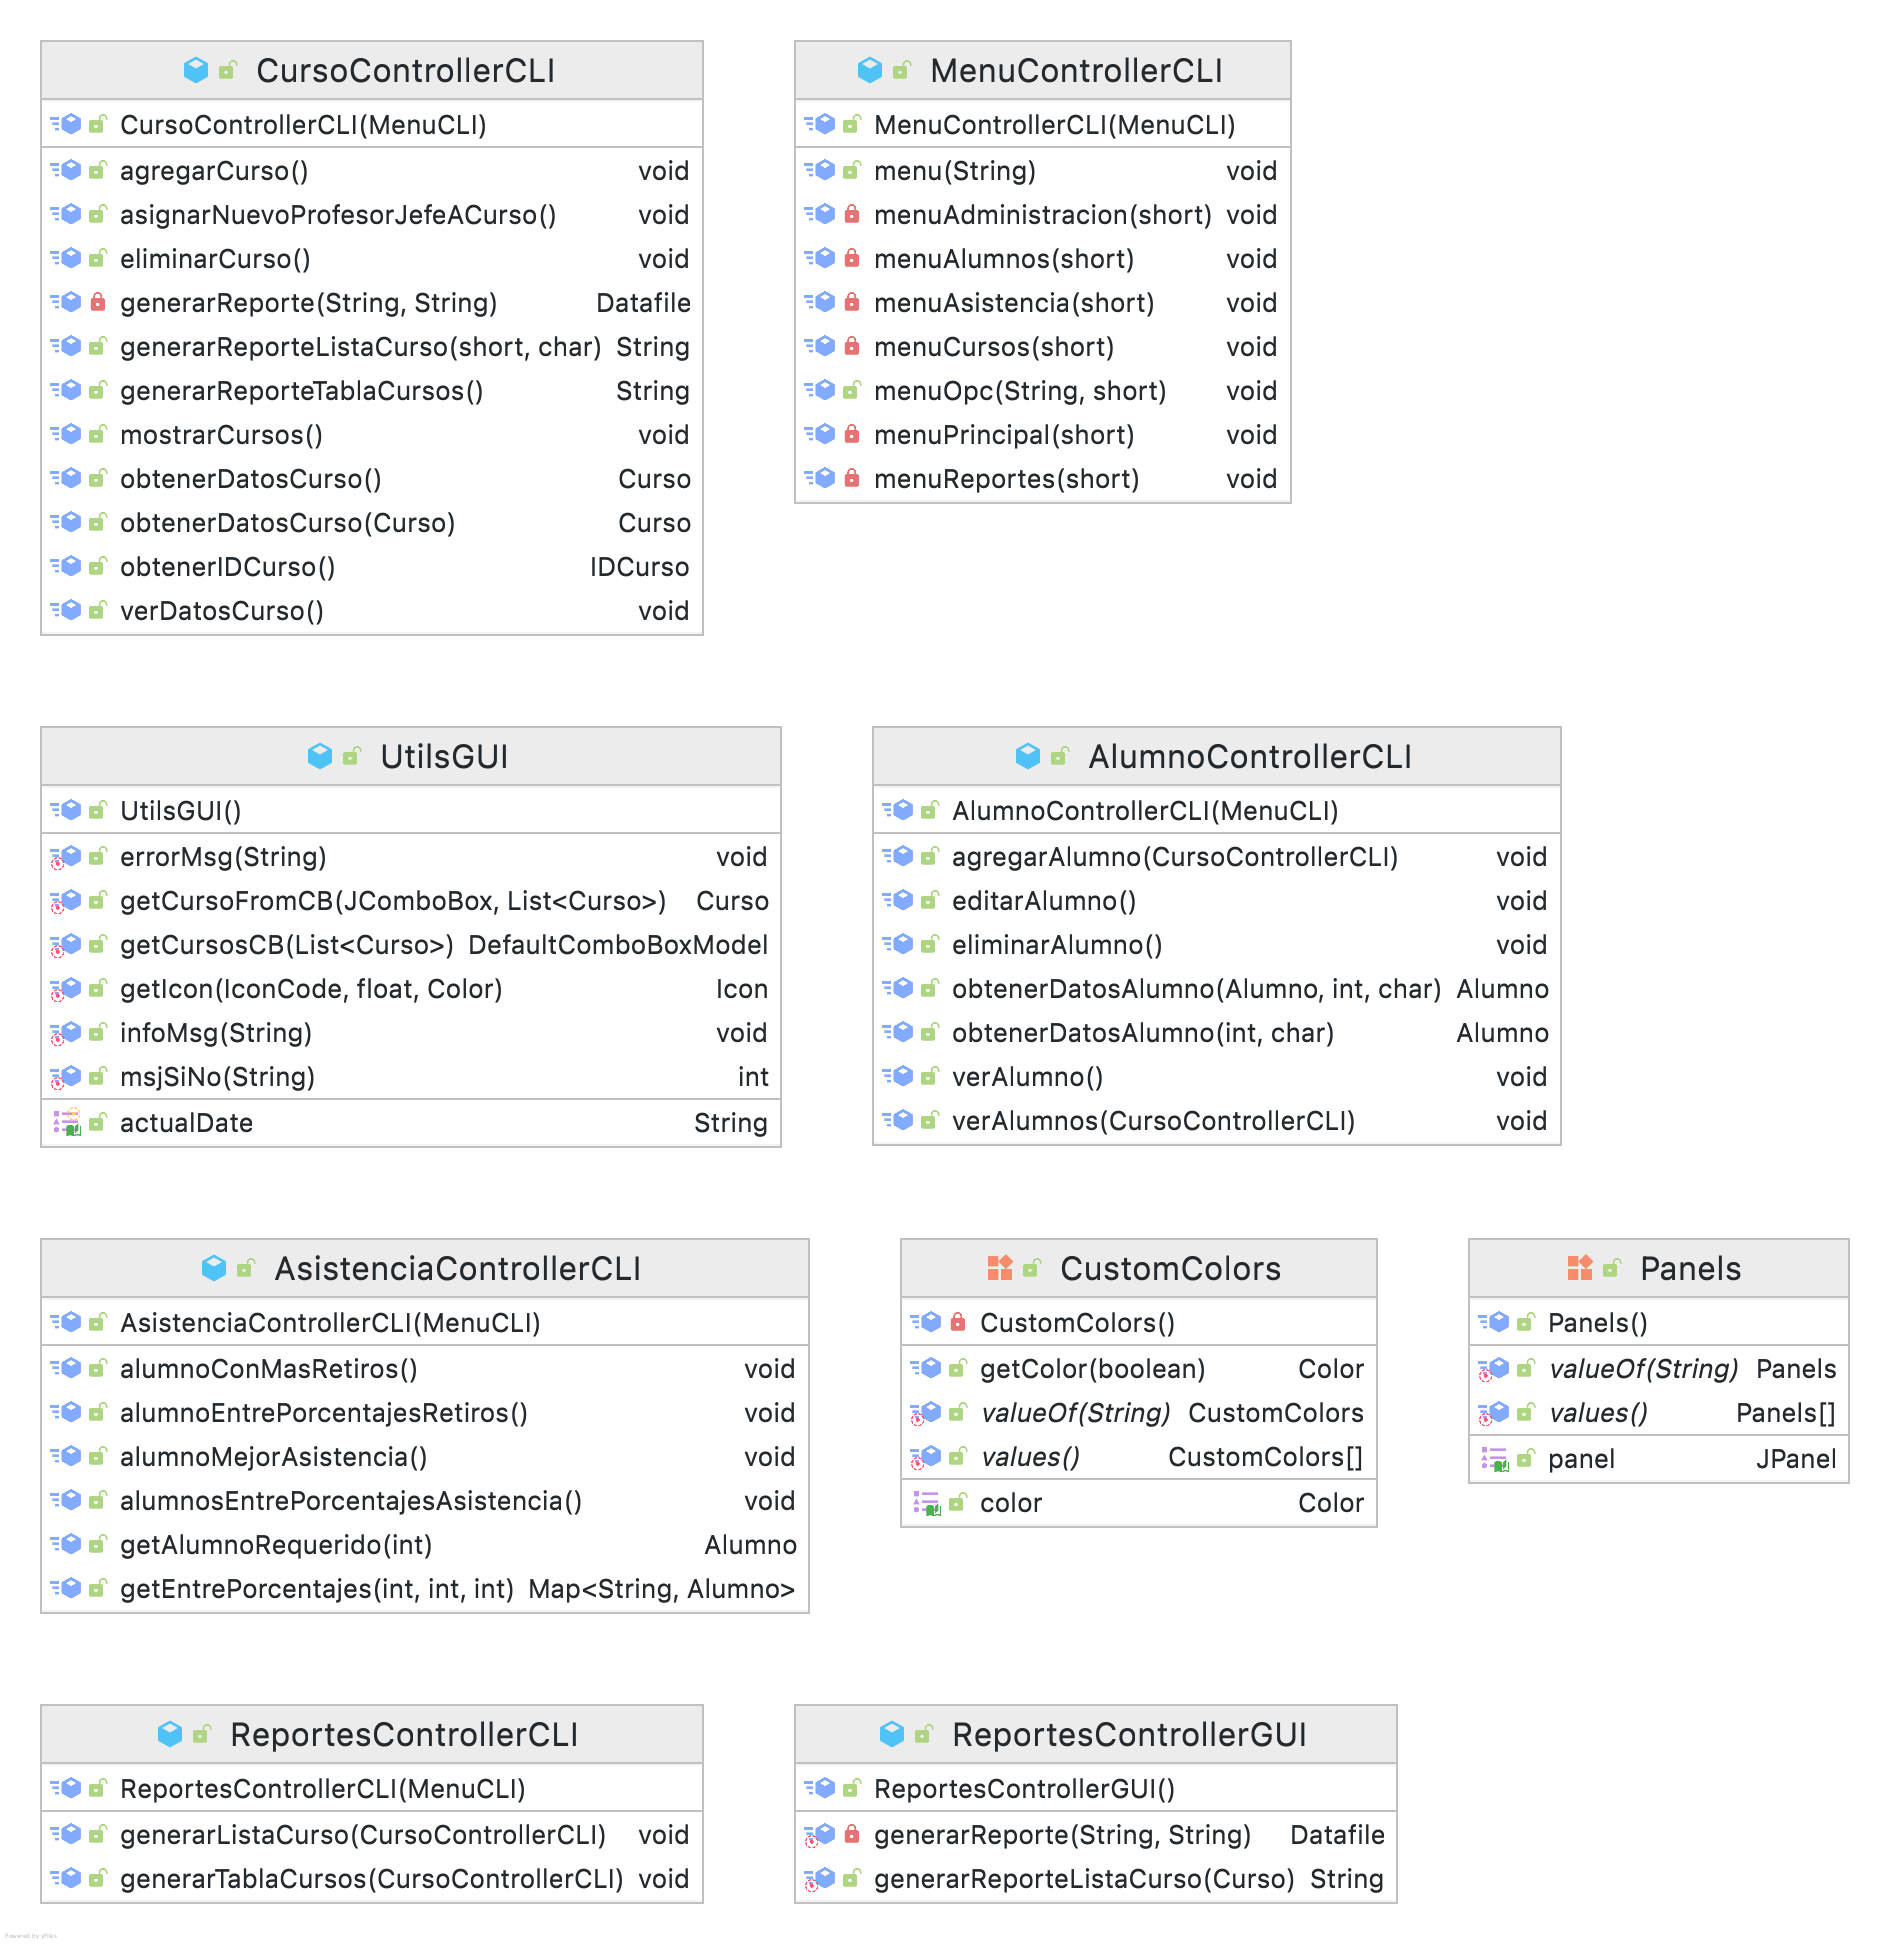 CursoControllerCLI
CursoControllerCLI(MenuCLI)
agregarCurso() void
asignarNuevoProfesorJefeACurso() void
eliminarCurso() void
generarReporte(String, String) Datafile
generarReporteListaCurso(short, char) String
generarReporteTablaCursos() String
mostrarCursos() void
obtenerDatosCurso() Curso
obtenerDatosCurso(Curso) Curso
obtenerIDCurso() IDCurso
verDatosCurso() void
MenuControllerCLI
MenuControllerCLI(MenuCLI)
menu(String) void
menuAdministracion(short) void
menuAlumnos(short) void
menuAsistencia(short) void
menuCursos(short) void
menuOpc(String, short) void
menuPrincipal(short) void
menuReportes(short) void
UtilsGUI
UtilsGUI()
errorMsg(String) void
getCursoFromCB(JComboBox, List<Curso>) Curso
getCursosCB(List<Curso>) DefaultComboBoxModel
getIcon(IconCode, float, Color) Icon
infoMsg(String) void
msjSiNo(String) int
actualDate String
AlumnoControllerCLI
AlumnoControllerCLI(MenuCLI)
agregarAlumno(CursoControllerCLI) void
editarAlumno() void
eliminarAlumno() void
obtenerDatosAlumno(Alumno, int, char) Alumno
obtenerDatosAlumno(int, char) Alumno
verAlumno() void
verAlumnos(CursoControllerCLI) void
AsistenciaControllerCLI
AsistenciaControllerCLI(MenuCLI)
alumnoConMasRetiros() void
alumnoEntrePorcentajesRetiros() void
alumnoMejorAsistencia() void
alumnosEntrePorcentajesAsistencia() void
getAlumnoRequerido(int) Alumno
getEntrePorcentajes(int, int, int) Map<String, Alumno>
CustomColors
CustomColors()
getColor(boolean) Color
valueOf(String) CustomColors
values() CustomColors[]
color Color
Panels
Panels()
valueOf(String) Panels
values() Panels[]
panel JPanel
ReportesControllerCLI
ReportesControllerCLI(MenuCLI)
generarListaCurso(CursoControllerCLI) void
generarTablaCursos(CursoControllerCLI) void
ReportesControllerGUI
ReportesControllerGUI()
generarReporte(String, String) Datafile
generarReporteListaCurso(Curso) String
Powered by yFiles